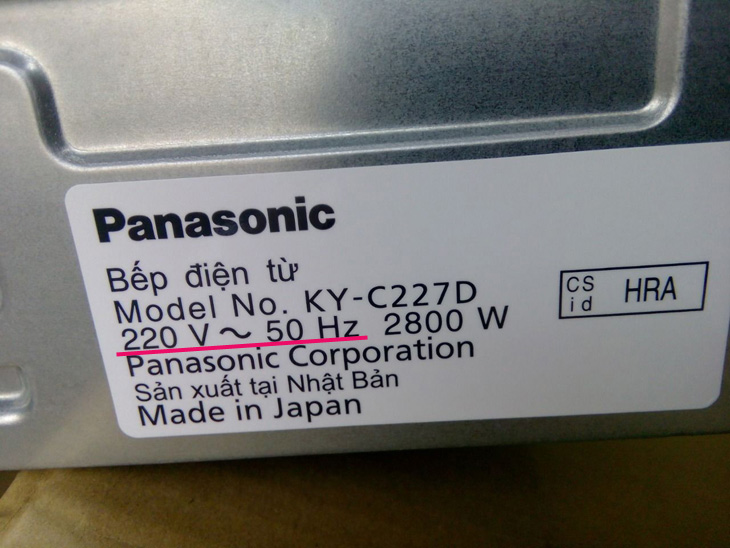 Panasonic
Bếp điện từ
Model No. KY-C227D
220 V ~ 50 Hz 2800 W
Panasonic Corporation
Sản xuất tại Nhật Bản
Made in Japan
CS
id
HRA